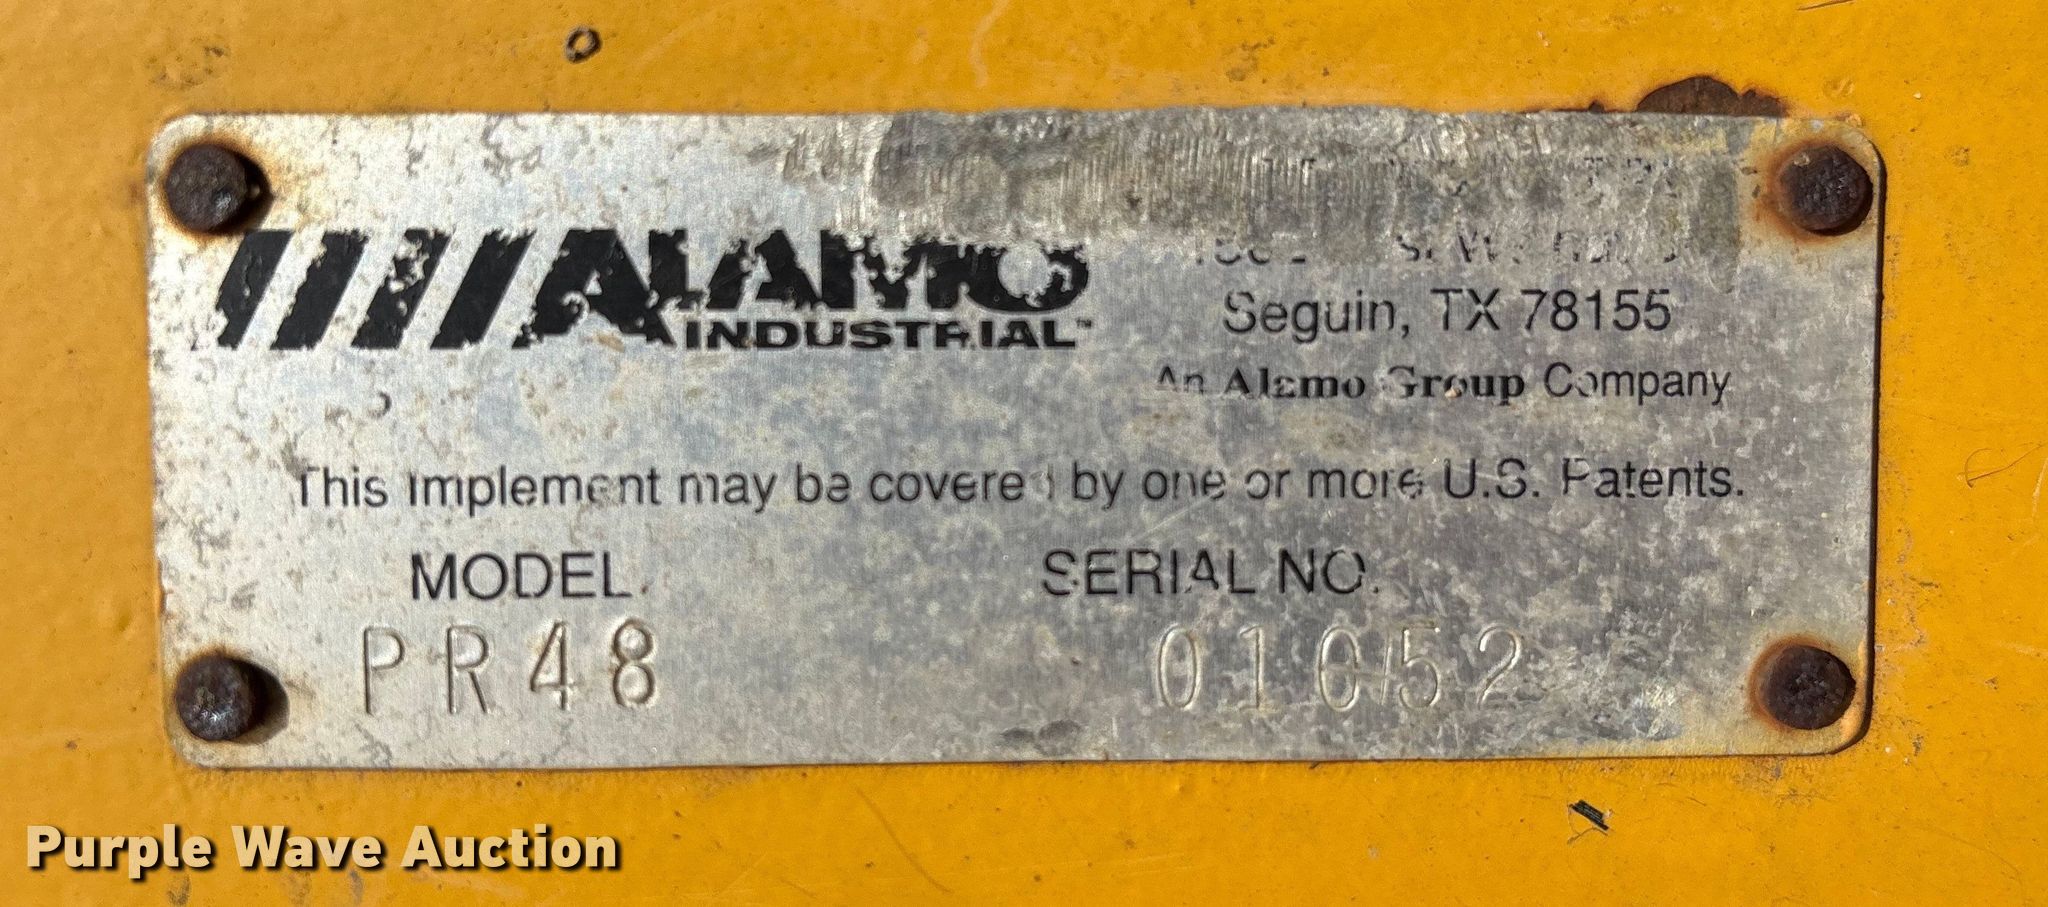 ALAMO
INDUSTRIAL™
Seguin, TX 78155
An Alamo Group Company
This implement may be covered by one or more U.S. Patents.
MODEL
SERIAL NO.
PR48
01052
Purple Wave Auction